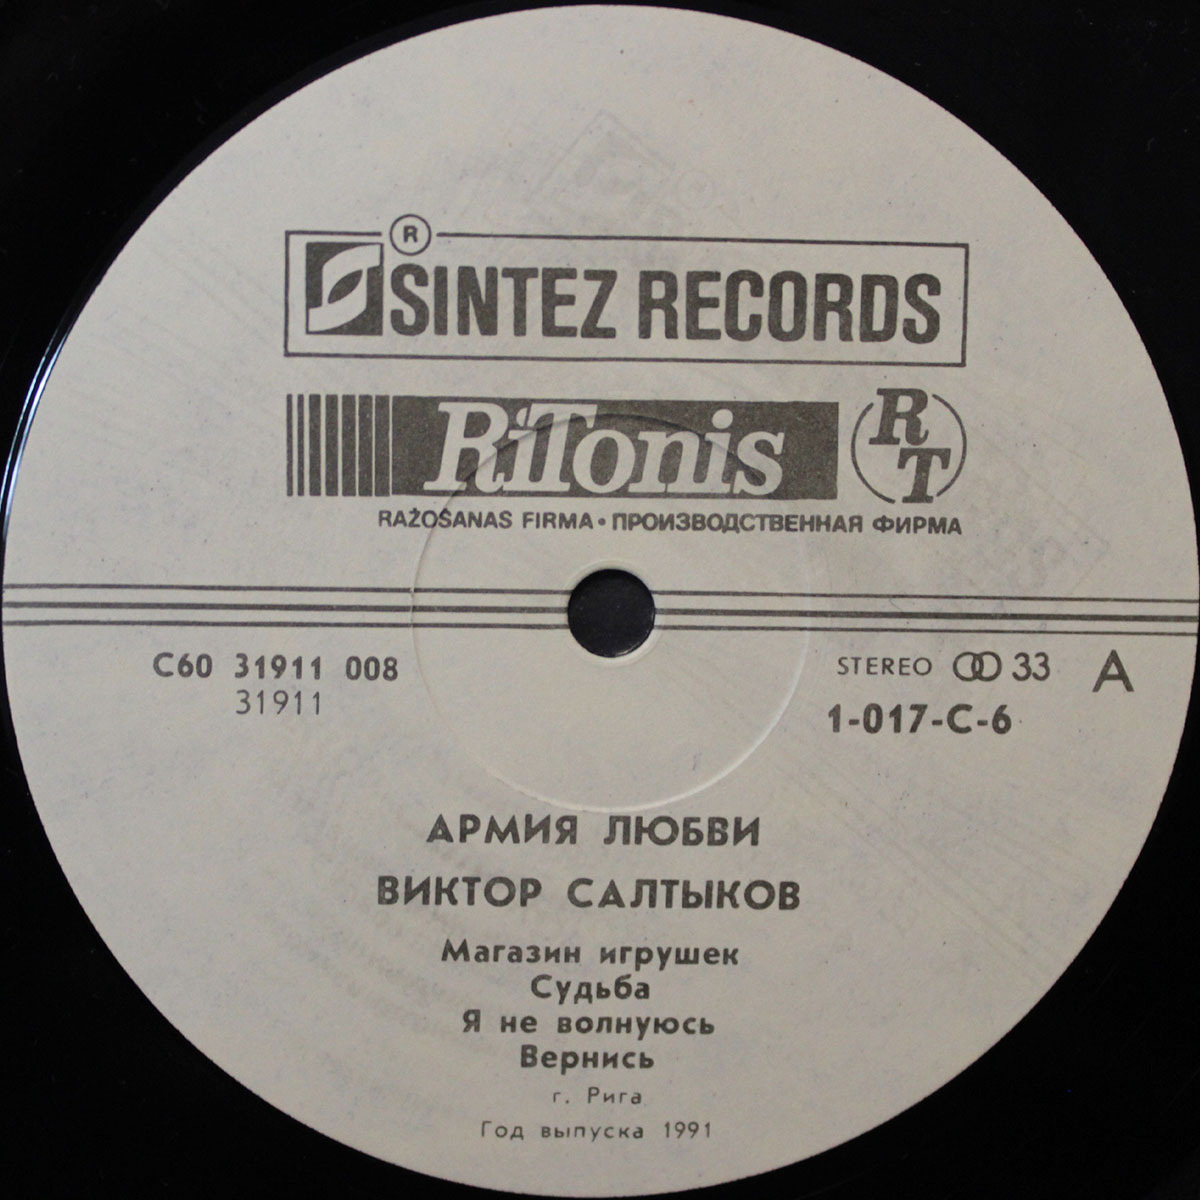 ®
SINTEZ RECORDS
RiTonis RT
RAŽOŠANAS FIRMA • ПРОИЗВОДСТВЕННАЯ ФИРМА
С60 31911 008
31911
STEREO 33 A
1-017-С-6
АРМИЯ ЛЮБВИ
ВИКТОР САЛТЫКОВ
Магазин игрушек
Судьба
Я не волнуюсь
Вернись
г. Рига
Год выпуска 1991